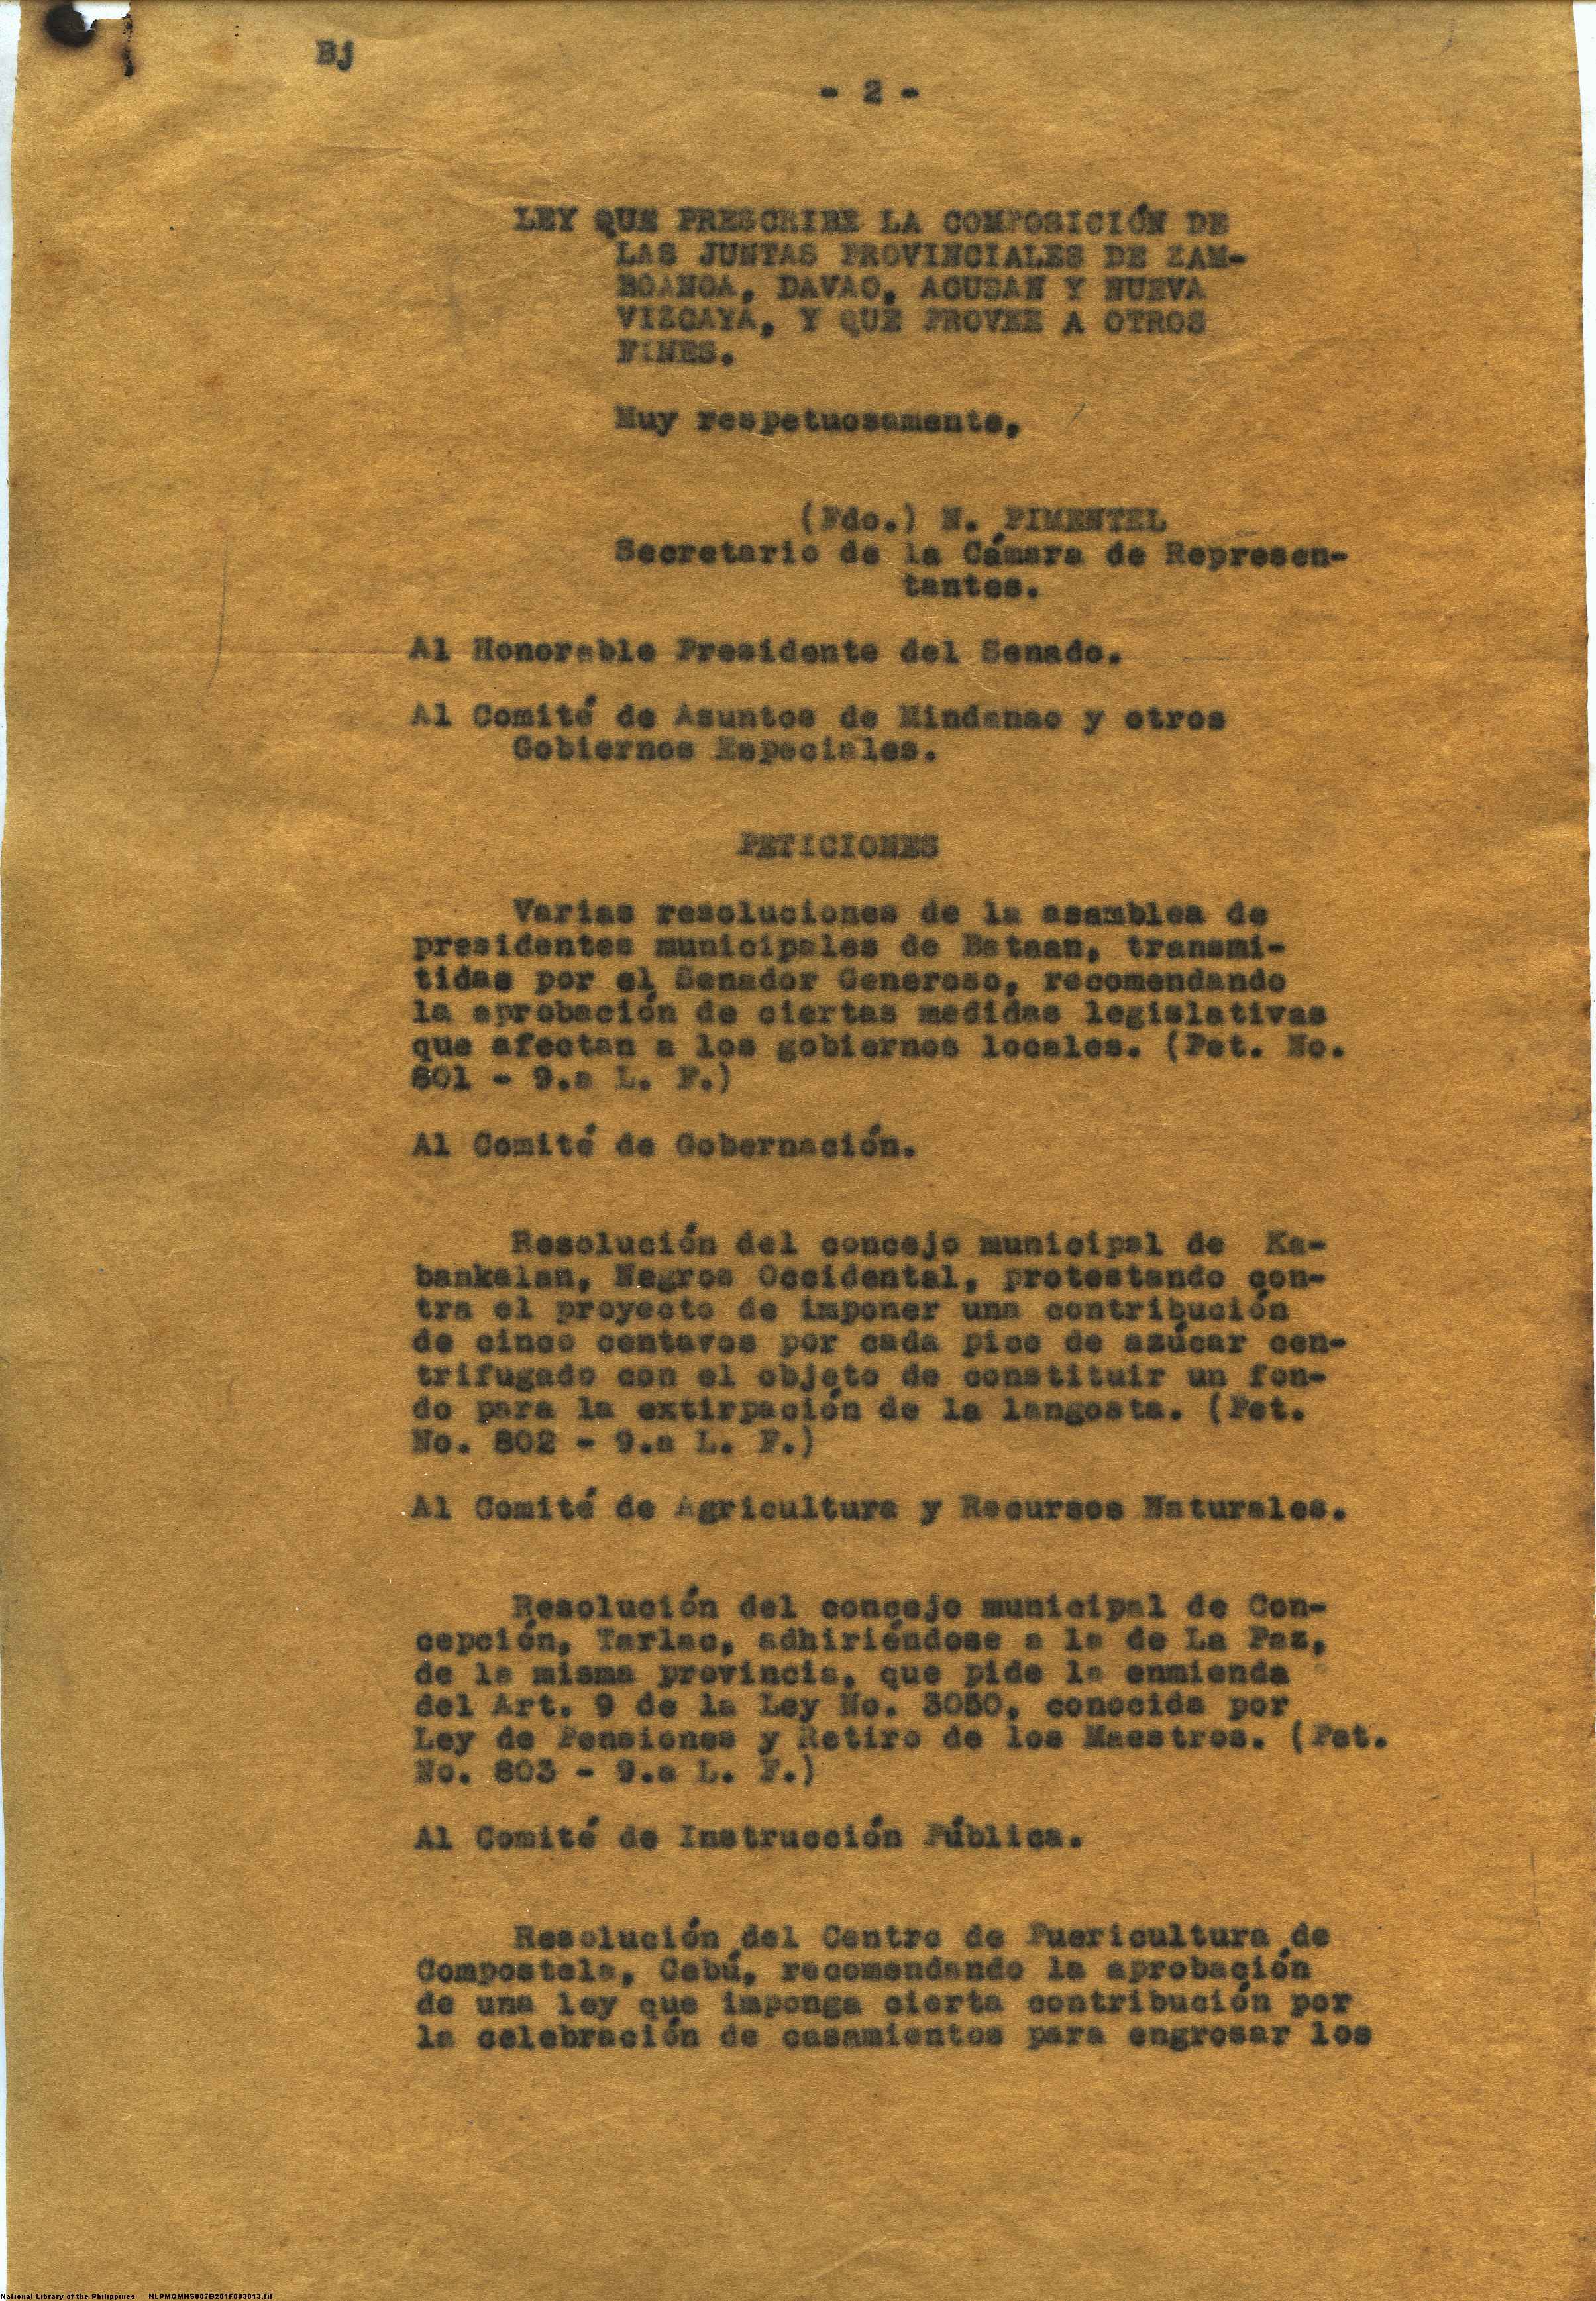 Bj
- 2 -
LEY QUE PRESCRIBE LA COMPOSICIÓN DE
LAS JUNTAS PROVINCIALES DE ZAM-
BOANGA, DAVAO, AGUSAN Y NUEVA
VIZCAYA, Y QUE PROVEE A OTROS
FINES.
Muy respetuosamente,
(Fdo.) N. PIMENTEL
Secretario de la Cámara de Represen-
tantes.
Al Honorable Presidente del Senado.
Al Comité de Asuntos de Mindanao y otros
Gobiernos Especiales.
PETICIONES
Varias resoluciones de la asamblea de
presidentes municipales de Bataan, transmi-
tidas por el Senador Generoso, recomendando
la aprobación de ciertas medidas legislativas
que afectan a los gobiernos locales. (Pet. No.
801 - 9.a L. F.)
Al Comité de Gobernación.
Resolución del concejo municipal de Ka-
bankalan, Negros Occidental, protestando con-
tra el proyecto de imponer una contribución
de cinco centavos por cada pico de azúcar cen-
trifugado con el objeto de constituir un fon-
do para la extirpación de la langosta. (Pet.
No. 802 - 9.a L. F.)
Al Comité de Agricultura y Recursos Naturales.
Resolución del concejo municipal de Con-
cepción, Tarlac, adhiriéndose a la de La Paz,
de la misma provincia, que pide la enmienda
del Art. 9 de la Ley No. 3050, conocida por
Ley de Pensiones y Retiro de los Maestros. (Pet.
No. 803 - 9.a L. F.)
Al Comité de Instrucción Pública.
Resolución del Centro de Puericultura de
Compostela, Cebú, recomendando la aprobación
de una ley que imponga cierta contribución por
la celebración de casamientos para engrosar los
National Library of the Philippines NLPMQMNS007B201F003013.tif